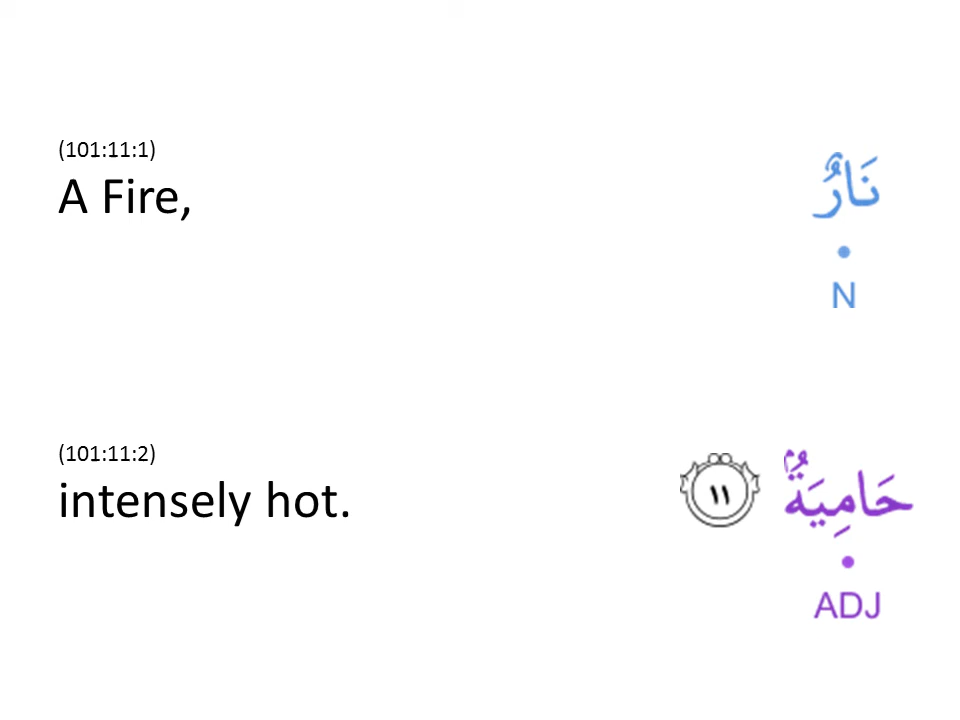 (101:11:1)
A Fire,
نَارٌ
N
(101:11:2)
intensely hot.
حَامِيَةٌۢ ١١
ADJ